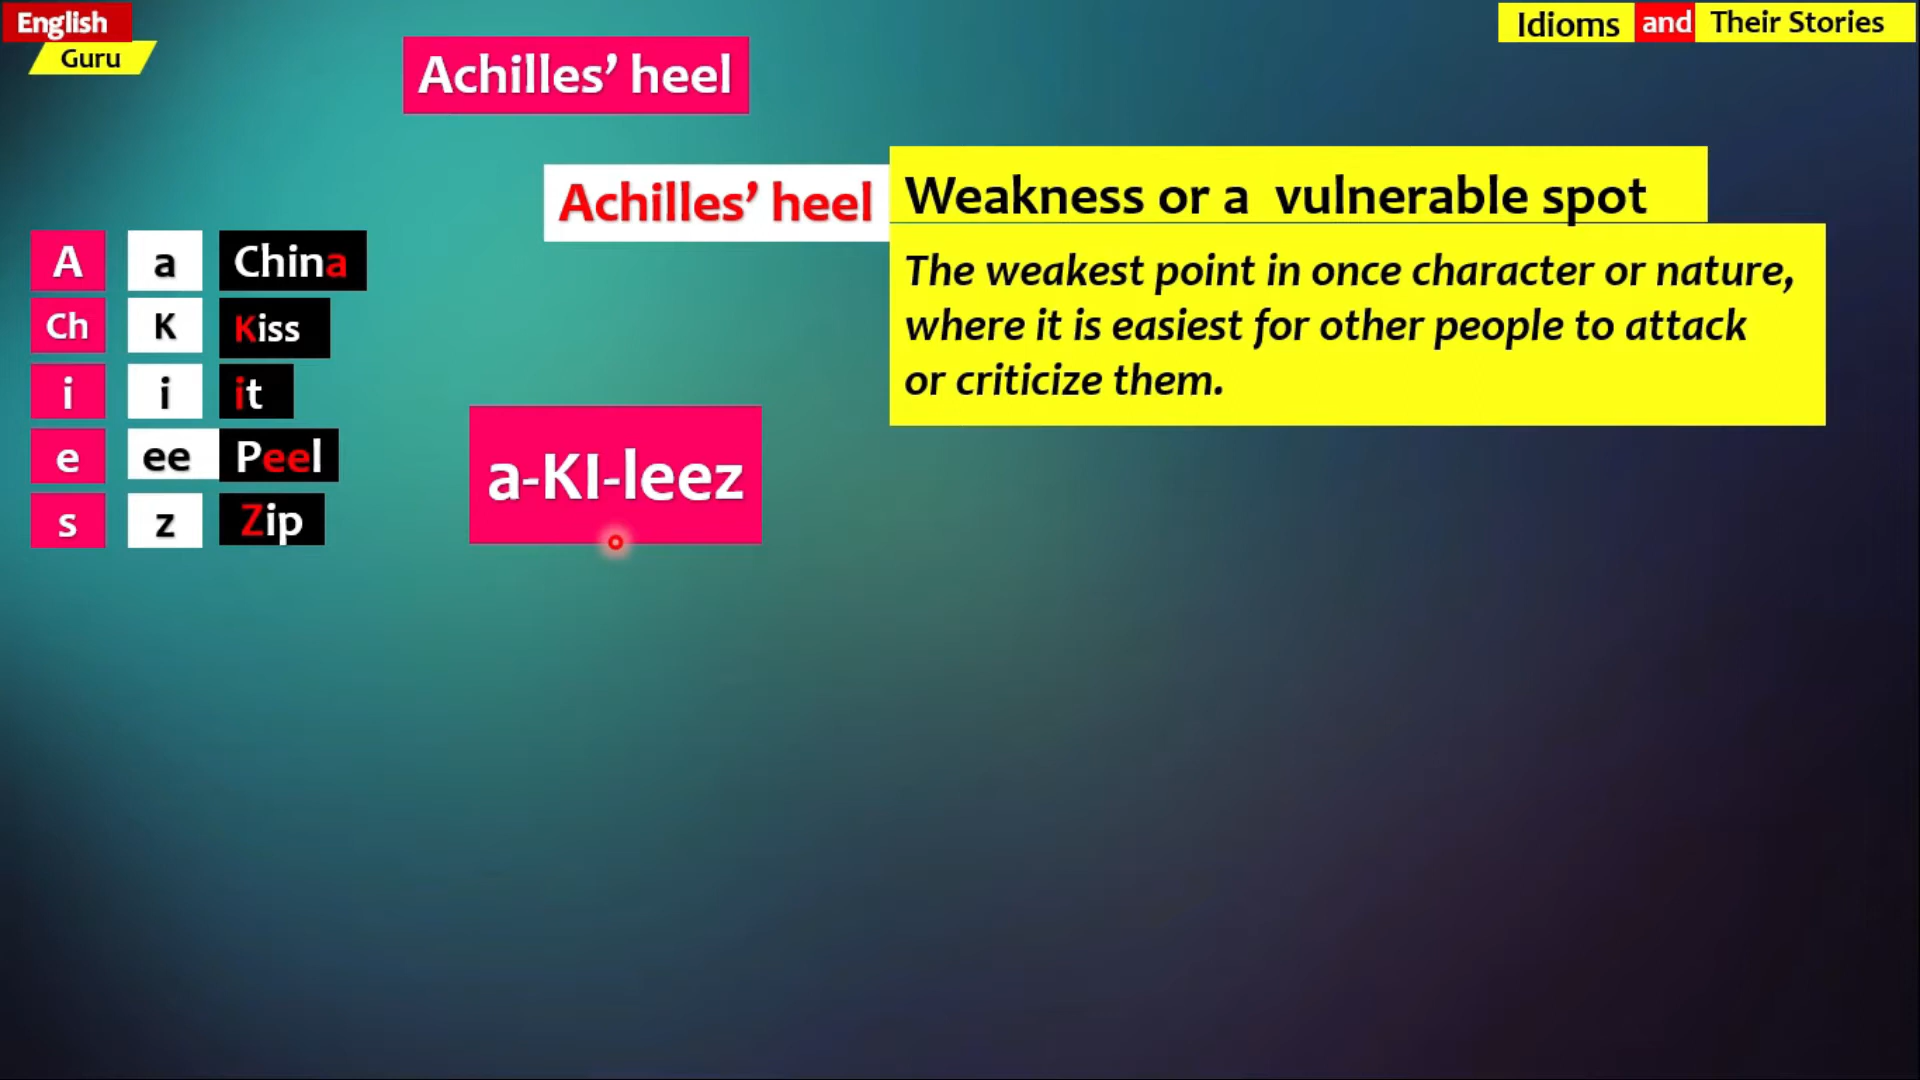 English
Guru
Idioms and Their Stories
Achilles’ heel
Achilles’ heel
Weakness or a vulnerable spot
The weakest point in once character or nature,
where it is easiest for other people to attack
or criticize them.
A a China
Ch K Kiss
i i it
e ee Peel
s z Zip
a-KI-leez